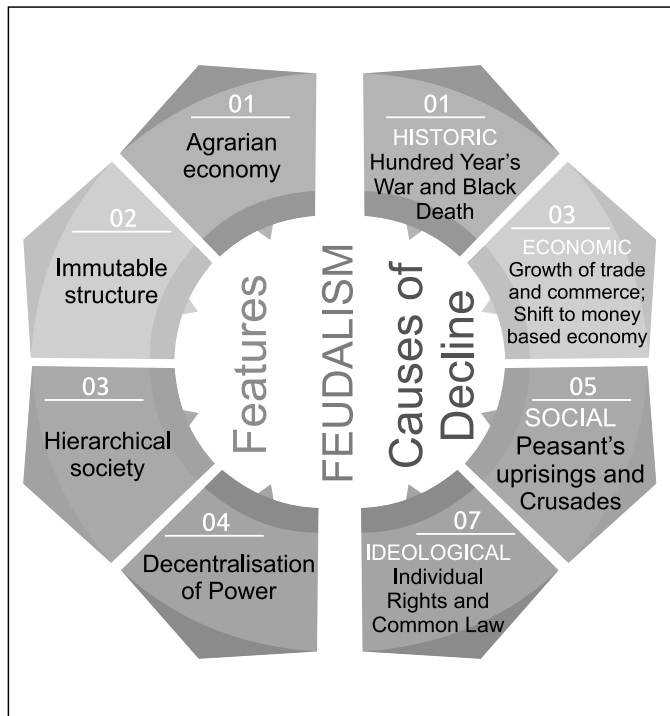 01
Agrarian
economy
02
Immutable
structure
03
Hierarchical
society
04
Decentralisation
of Power
Features
FEUDALISM
Causes of
Decline
01
HISTORIC
Hundred Year's
War and Black
Death
03
ECONOMIC
Growth of trade
and commerce;
Shift to money
based economy
05
SOCIAL
Peasant's
uprisings and
Crusades
07
IDEOLOGICAL
Individual
Rights and
Common Law